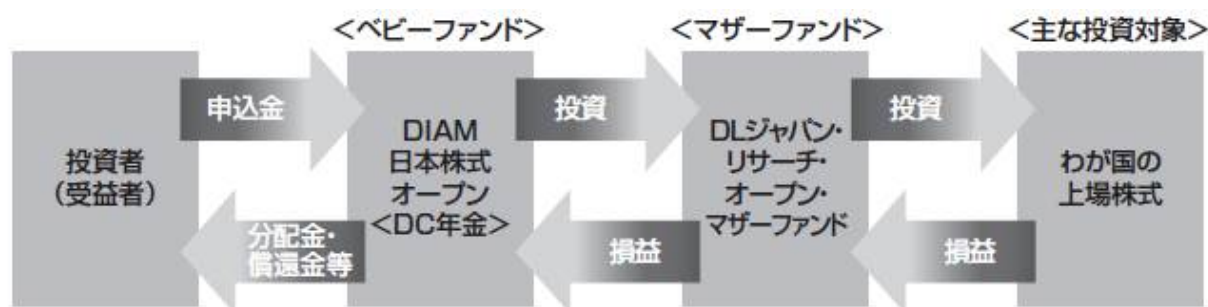 <ベビーファンド>
<マザーファンド>
<主な投資対象>
申込金
投資
投資
投資者
(受益者)
DIAM
日本株式
オープン
<DC年金>
DLジャパン・
リサーチ・
オープン・
マザーファンド
わが国の
上場株式
分配金・
償還金等
損益
損益